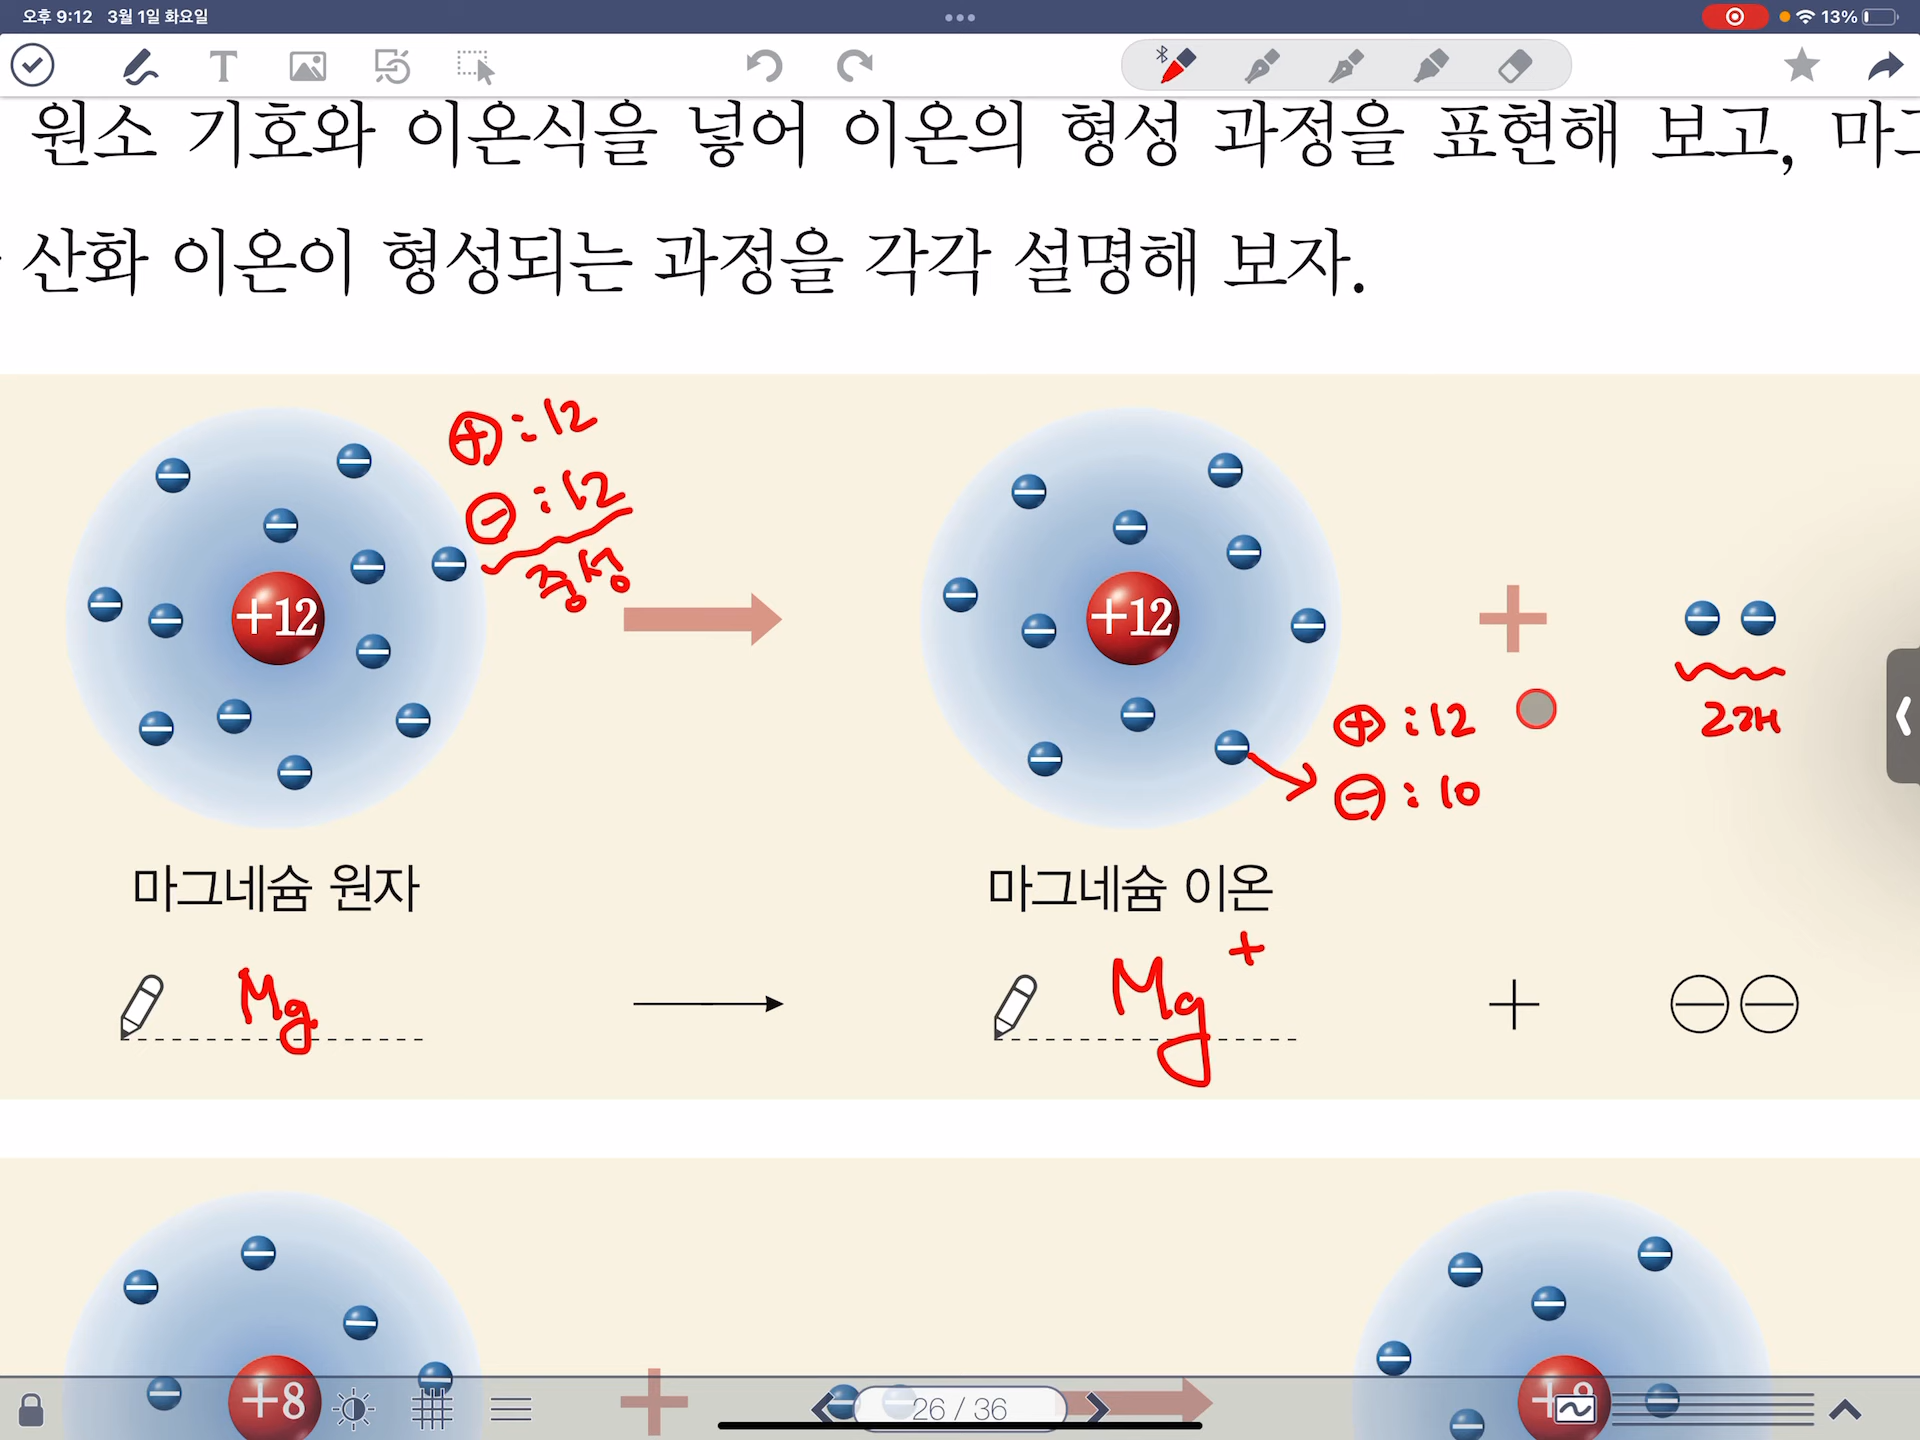 오후 9:12 3월 1일 화요일
13%
원소 기호와 이온식을 넣어 이온의 형성 과정을 표현해 보고, 마그
산화 이온이 형성되는 과정을 각각 설명해 보자.
+ : 12
− : 12
중성
+12
+12
+
2개
+ : 12
− : 10
마그네슘 원자
마그네슘 이온
Mg
Mg+
+
+8
+
26 / 36